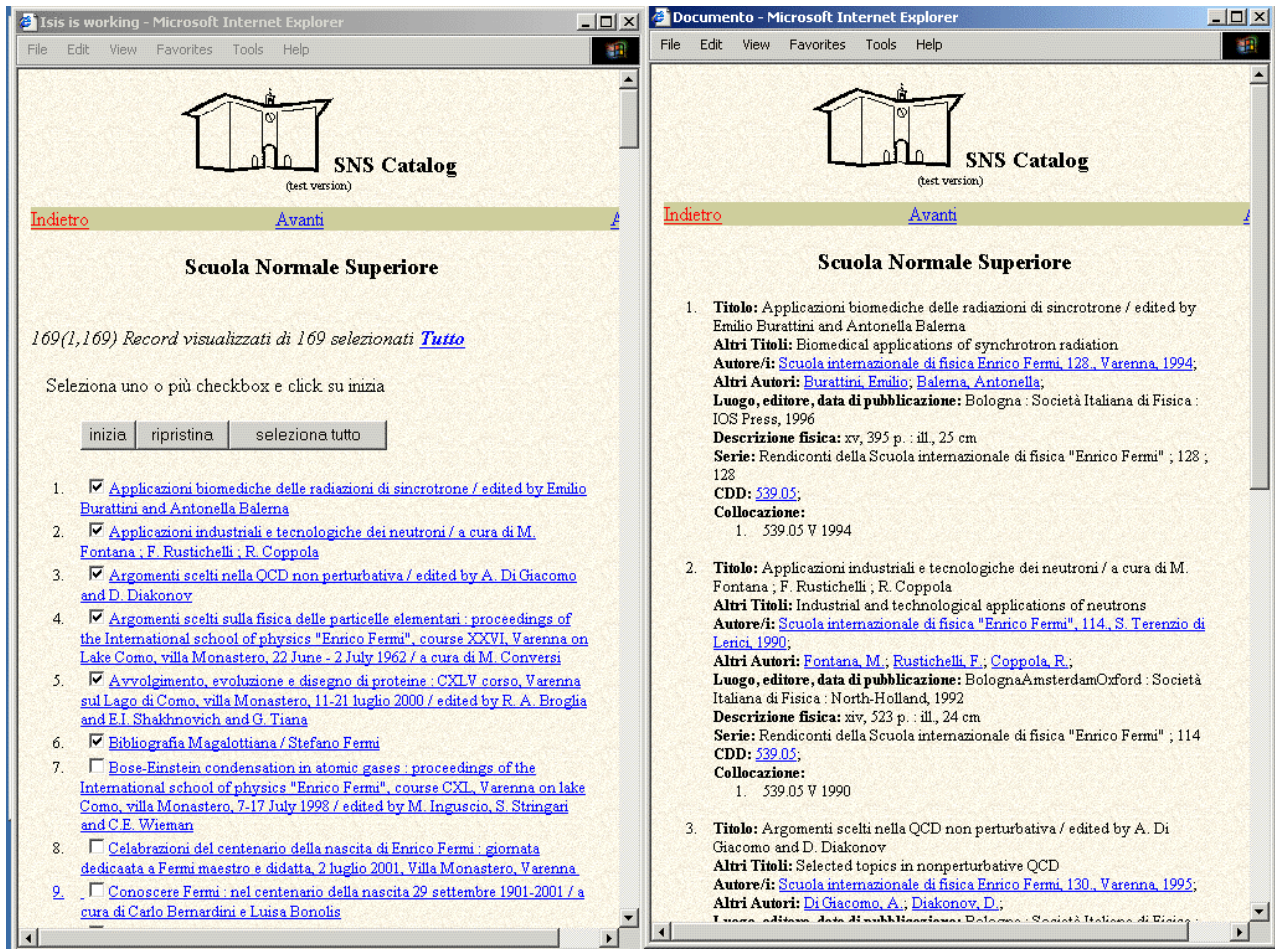 Isis is working - Microsoft Internet Explorer
File Edit View Favorites Tools Help
SNS Catalog
(test version)
Indietro Avanti A
Scuola Normale Superiore
169(1,169) Record visualizzati di 169 selezionati Tutto
Seleziona uno o più checkbox e click su inizia
inizia ripristina seleziona tutto
1. Applicazioni biomediche delle radiazioni di sincrotrone / edited by Emilio
Burattini and Antonella Balerna
2. Applicazioni industriali e tecnologiche dei neutroni / a cura di M.
Fontana ; F. Rustichelli ; R. Coppola
3. Argomenti scelti nella QCD non perturbativa / edited by A. Di Giacomo
and D. Diakonov
4. Argomenti scelti sulla fisica delle particelle elementari : proceedings of
the International school of physics "Enrico Fermi", course XXVI, Varenna on
Lake Como, villa Monastero, 22 June - 2 July 1962 / a cura di M. Conversi
5. Avvolgimento, evoluzione e disegno di proteine : CXLV corso, Varenna
sul Lago di Como, villa Monastero, 11-21 luglio 2000 / edited by R. A. Broglia
and E.I. Shakhnovich and G. Tiana
6. Bibliografia Magalottiana / Stefano Fermi
7. Bose-Einstein condensation in atomic gases : proceedings of the
International school of physics "Enrico Fermi", course CXL, Varenna on lake
Como, villa Monastero, 7-17 July 1998 / edited by M. Inguscio, S. Stringari
and C.E. Wieman
8. Celabrazioni del centenario della nascita di Enrico Fermi : giornata
dedicata a Fermi maestro e didatta, 2 luglio 2001, Villa Monastero, Varenna
9. Conoscere Fermi : nel centenario della nascita 29 settembre 1901-2001 / a
cura di Carlo Bernardini e Luisa Bonolis
Documento - Microsoft Internet Explorer
File Edit View Favorites Tools Help
SNS Catalog
(test version)
Indietro Avanti A
Scuola Normale Superiore
1. Titolo: Applicazioni biomediche delle radiazioni di sincrotrone / edited by
Emilio Burattini and Antonella Balerna
Altri Titoli: Biomedical applications of synchrotron radiation
Autore/i: Scuola internazionale di fisica Enrico Fermi, 128., Varenna, 1994;
Altri Autori: Burattini, Emilio; Balerna, Antonella;
Luogo, editore, data di pubblicazione: Bologna : Società Italiana di Fisica :
IOS Press, 1996
Descrizione fisica: xv, 395 p. : ill., 25 cm
Serie: Rendiconti della Scuola internazionale di fisica "Enrico Fermi" ; 128 ;
128
CDD: 539.05;
Collocazione:
1. 539.05 V 1994
2. Titolo: Applicazioni industriali e tecnologiche dei neutroni / a cura di M.
Fontana ; F. Rustichelli ; R. Coppola
Altri Titoli: Industrial and technological applications of neutrons
Autore/i: Scuola internazionale di fisica "Enrico Fermi", 114., S. Terenzio di
Lerici, 1990;
Altri Autori: Fontana, M.; Rustichelli, F.; Coppola, R.;
Luogo, editore, data di pubblicazione: BolognaAmsterdamOxford : Società
Italiana di Fisica : North-Holland, 1992
Descrizione fisica: xiv, 523 p. : ill., 24 cm
Serie: Rendiconti della Scuola internazionale di fisica "Enrico Fermi" ; 114
CDD: 539.05;
Collocazione:
1. 539.05 V 1990
3. Titolo: Argomenti scelti nella QCD non perturbativa / edited by A. Di
Giacomo and D. Diakonov
Altri Titoli: Selected topics in nonperturbative QCD
Autore/i: Scuola internazionale di fisica Enrico Fermi, 130., Varenna, 1995;
Altri Autori: Di Giacomo, A.; Diakonov, D.;
Luogo, editore, data di pubblicazione: Bologna : Società Italiana di Fisica :